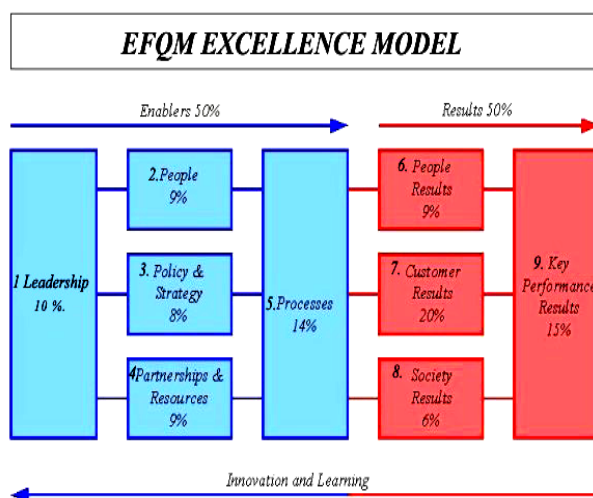 EFQM EXCELLENCE MODEL
Enablers 50%
Results 50%
1 Leadership
10 %.
2. People
9%
3. Policy &
Strategy
8%
4 Partnerships &
Resources
9%
5. Processes
14%
6. People
Results
9%
7. Customer
Results
20%
8. Society
Results
6%
9. Key
Performance
Results
15%
Innovation and Learning